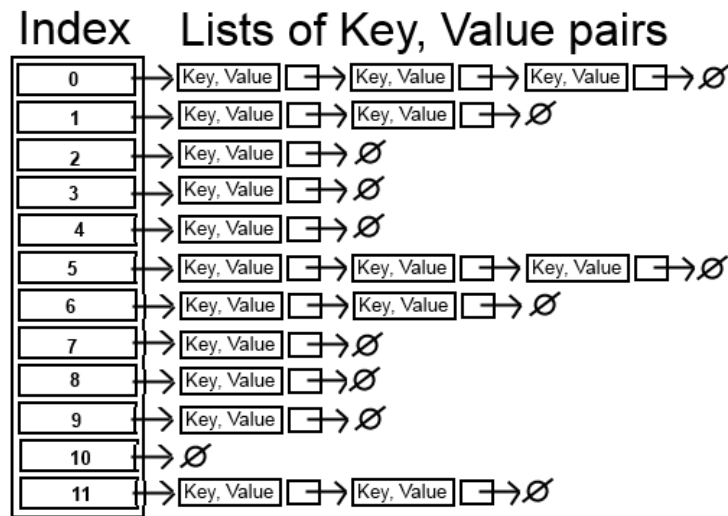 Index Lists of Key, Value pairs
0 Key, Value Key, Value Key, Value
1 Key, Value Key, Value
2 Key, Value
3 Key, Value
4 Key, Value
5 Key, Value Key, Value Key, Value
6 Key, Value Key, Value
7 Key, Value
8 Key, Value
9 Key, Value
10
11 Key, Value Key, Value